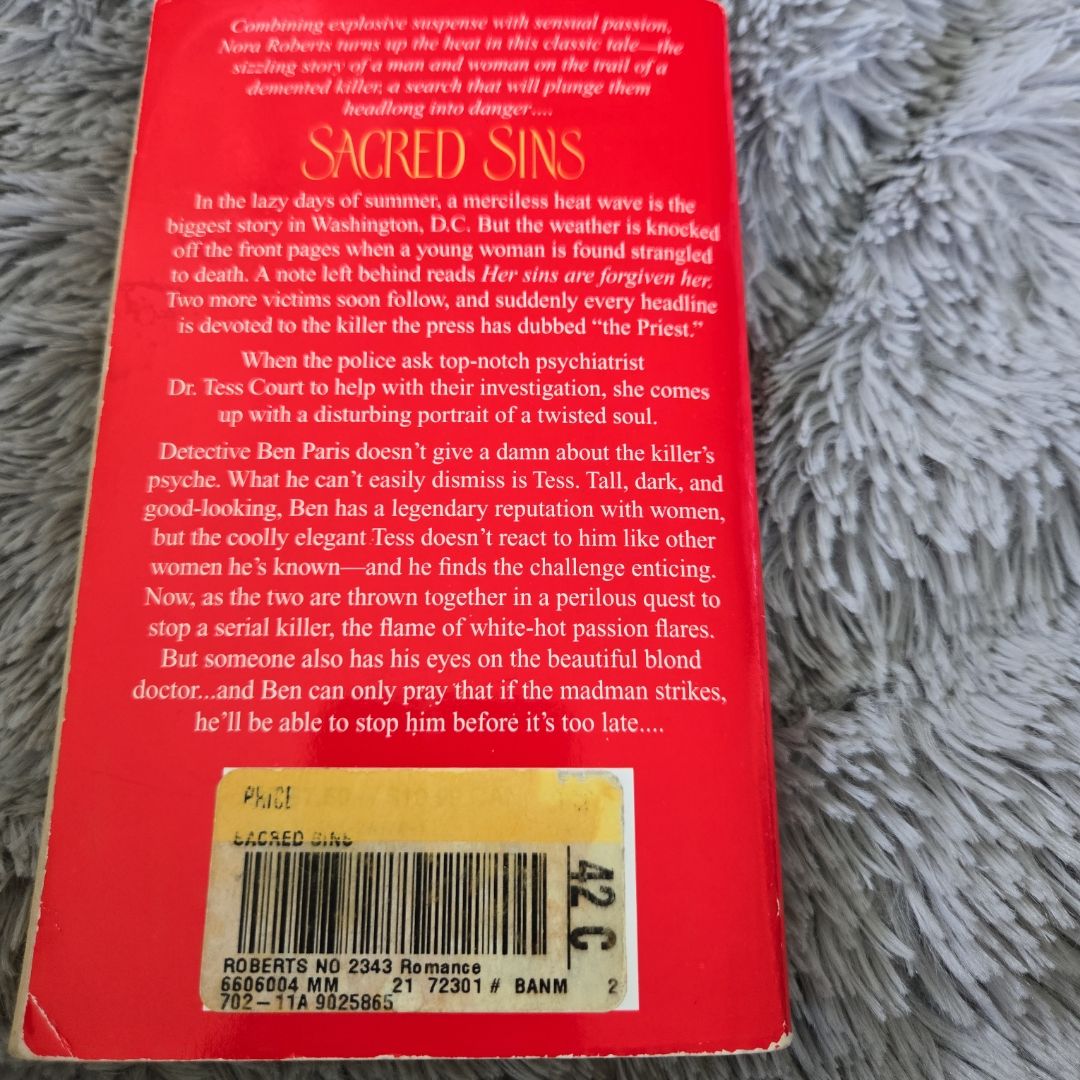 Combining explosive suspense with sensual passion,
Nora Roberts turns up the heat in this classic tale—the
sizzling story of a man and woman on the trail of a
demented killer, a search that will plunge them
headlong into danger....
SACRED SINS
In the lazy days of summer, a merciless heat wave is the
biggest story in Washington, D.C. But the weather is knocked
off the front pages when a young woman is found strangled
to death. A note left behind reads Her sins are forgiven her.
Two more victims soon follow, and suddenly every headline
is devoted to the killer the press has dubbed “the Priest.”
When the police ask top-notch psychiatrist
Dr. Tess Court to help with their investigation, she comes
up with a disturbing portrait of a twisted soul.
Detective Ben Paris doesn’t give a damn about the killer’s
psyche. What he can’t easily dismiss is Tess. Tall, dark, and
good-looking, Ben has a legendary reputation with women,
but the coolly elegant Tess doesn’t react to him like other
women he’s known—and he finds the challenge enticing.
Now, as the two are thrown together in a perilous quest to
stop a serial killer, the flame of white-hot passion flares.
But someone also has his eyes on the beautiful blond
doctor...and Ben can only pray that if the madman strikes,
he’ll be able to stop him before it’s too late....
PRICE
SACRED SINS
42 C
ROBERTS NO 2343 Romance
6606004 MM 21 72301 # BANM 2
702-11A 9025865